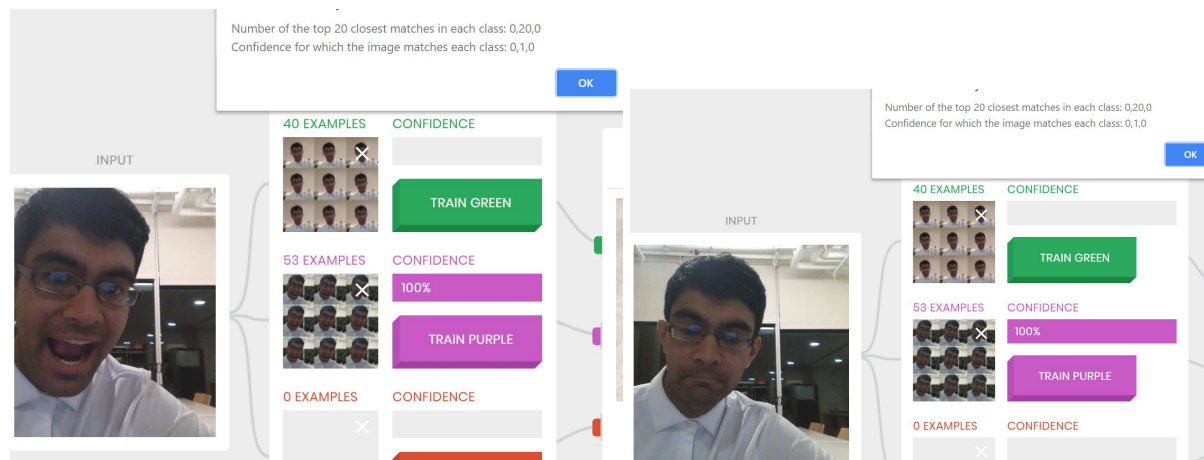 Number of the top 20 closest matches in each class: 0,20,0
Confidence for which the image matches each class: 0,1,0
OK
40 EXAMPLES CONFIDENCE
INPUT
TRAIN GREEN
53 EXAMPLES CONFIDENCE
100%
TRAIN PURPLE
0 EXAMPLES CONFIDENCE
Number of the top 20 closest matches in each class: 0,20,0
Confidence for which the image matches each class: 0,1,0
OK
40 EXAMPLES CONFIDENCE
INPUT
TRAIN GREEN
53 EXAMPLES CONFIDENCE
100%
TRAIN PURPLE
0 EXAMPLES CONFIDENCE